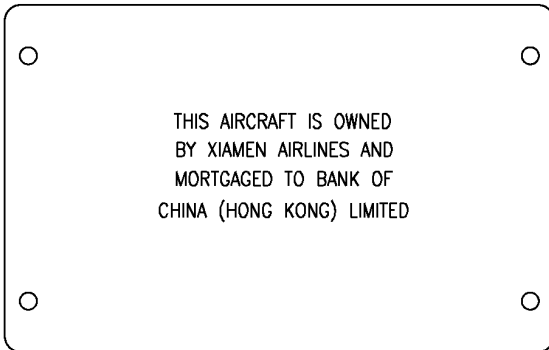 THIS AIRCRAFT IS OWNED
BY XIAMEN AIRLINES AND
MORTGAGED TO BANK OF
CHINA (HONG KONG) LIMITED